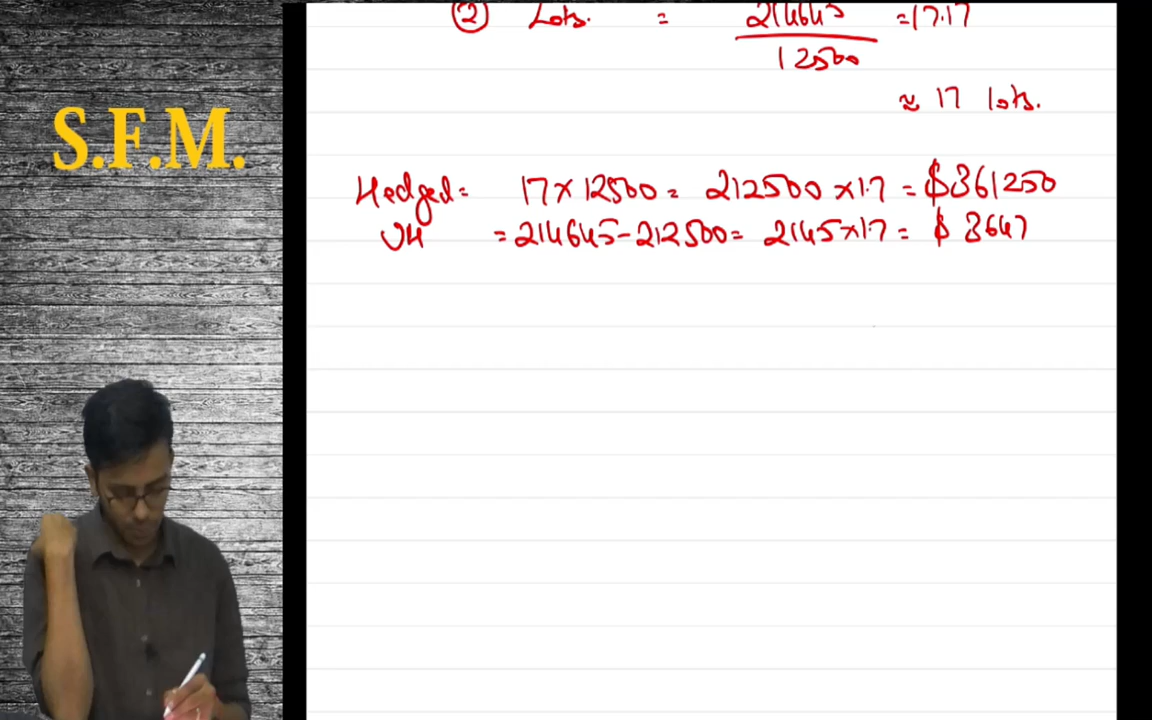 S.F.M.
② Lots. = 214645 = 17.17
12500
≈ 17 lots.
Hedged = 17 × 12500 = 212500 × 1.7 = $361250
UH = 214645 - 212500 = 2145 × 1.7 = $ 3647